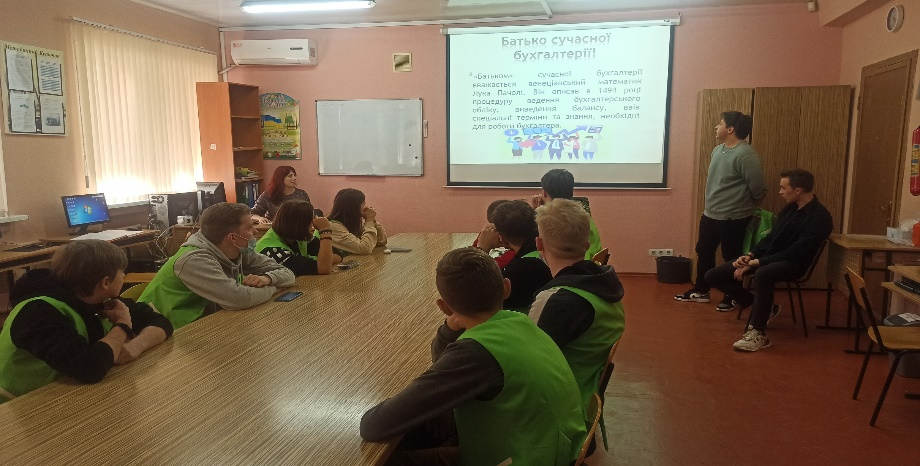 Батько сучасної
бухгалтерії!
«Батьком» сучасної бухгалтерії
вважається венеціанський математик
Лука Пачолі. Він описав в 1494 році
процедуру ведення бухгалтерського
обліку, виведення балансу, ввів
спеціальні терміни та знання, необхідні
для роботи бухгалтера.